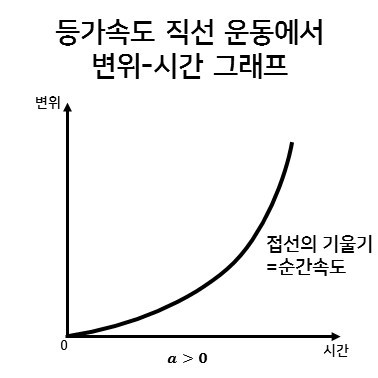 등가속도 직선 운동에서
변위-시간 그래프
변위
접선의 기울기
=순간속도
0
시간
a > 0